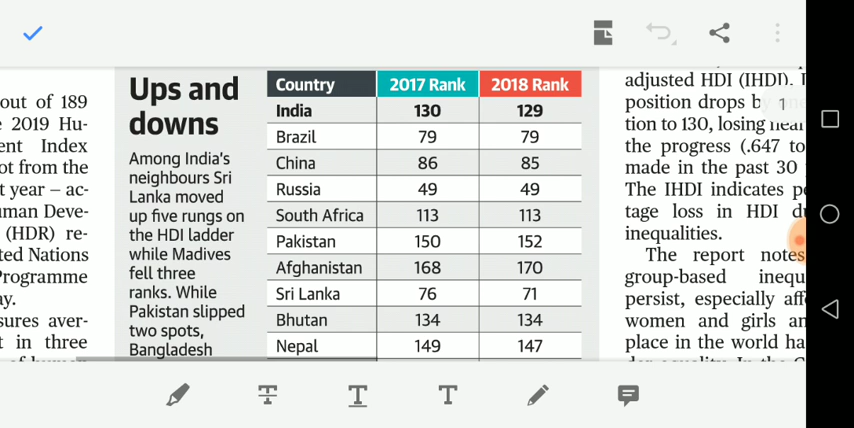 out of 189
2019 Hu-
ent Index
ot from the
t year – ac-
uman Deve-
(HDR) re-
ted Nations
Programme
ay.
sures aver-
t in three
Ups and
downs
Among India's
neighbours Sri
Lanka moved
up five rungs on
the HDI ladder
while Madives
fell three
ranks. While
Pakistan slipped
two spots,
Bangladesh
Country 2017 Rank 2018 Rank
India 130 129
Brazil 79 79
China 86 85
Russia 49 49
South Africa 113 113
Pakistan 150 152
Afghanistan 168 170
Sri Lanka 76 71
Bhutan 134 134
Nepal 149 147
adjusted HDI (IHDI).
position drops b
tion to 130, losing
the progress (.647 to
made in the past 30
The IHDI indicates pe
tage loss in HDI du
inequalities.
The report notes
group-based inequ
persist, especially affe
women and girls an
place in the world ha
1
T
T
T